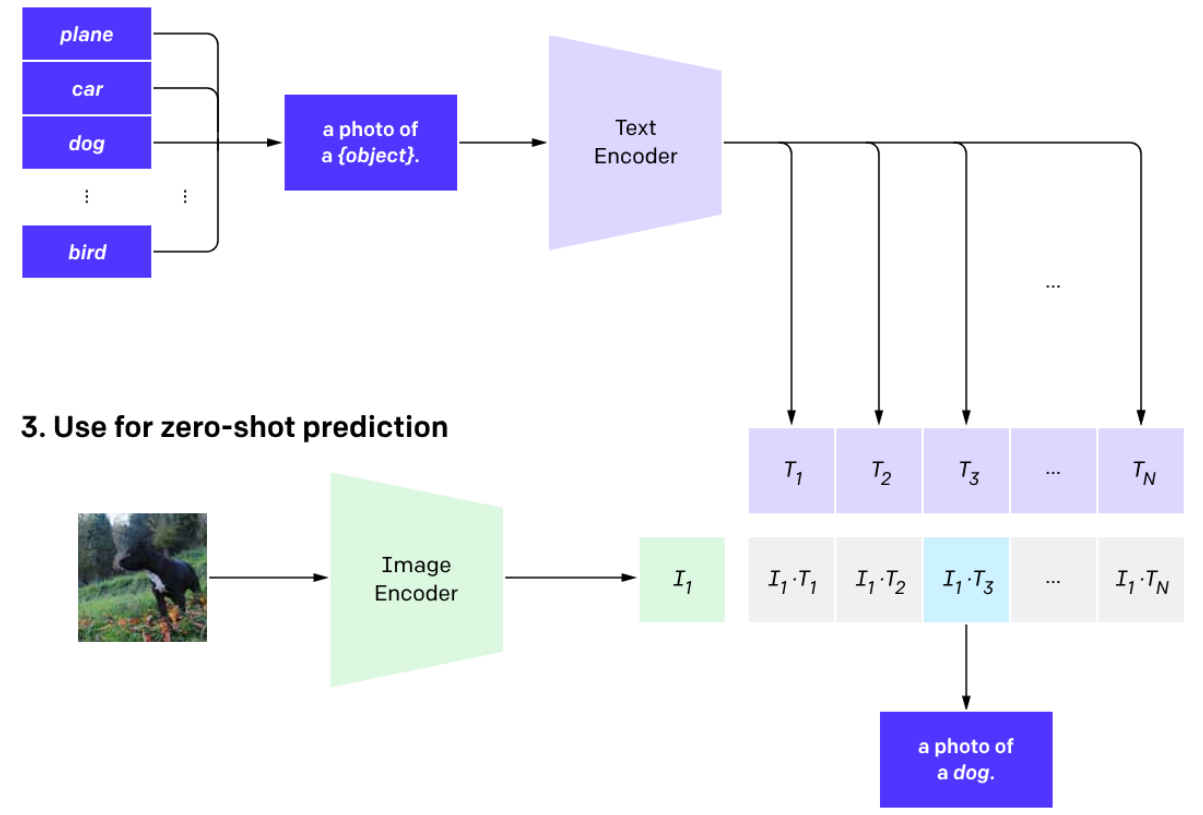 plane
car
dog
⋮ ⋮
bird
a photo of
a {object}.
Text
Encoder
...
3. Use for zero-shot prediction
T1 T2 T3 ... TN
Image
Encoder
I1
I1·T1 I1·T2 I1·T3 ... I1·TN
a photo of
a dog.